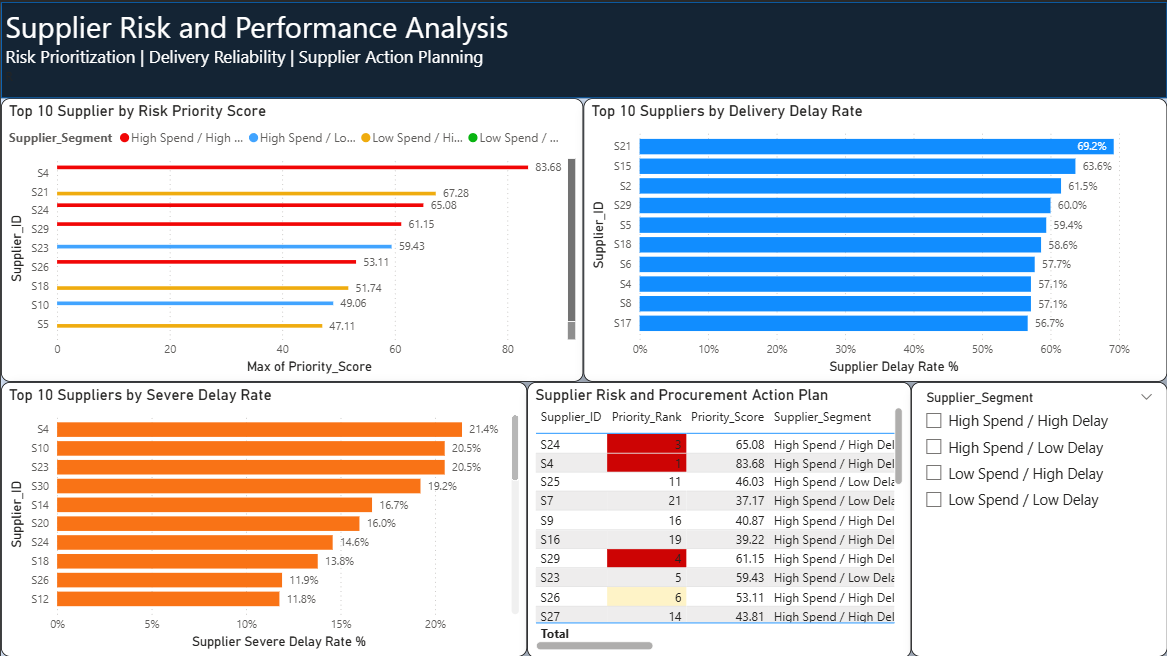 Supplier Risk and Performance Analysis
Risk Prioritization | Delivery Reliability | Supplier Action Planning
Top 10 Supplier by Risk Priority Score
Supplier_Segment High Spend / High ... High Spend / Lo... Low Spend / Hi... Low Spend / ...
Supplier_ID
S4 83.68
S21 67.28
S24 65.08
S29 61.15
S23 59.43
S26 53.11
S18 51.74
S10 49.06
S5 47.11
0 20 40 60 80
Max of Priority_Score
Top 10 Suppliers by Delivery Delay Rate
Supplier_ID
S21 69.2%
S15 63.6%
S2 61.5%
S29 60.0%
S5 59.4%
S18 58.6%
S6 57.7%
S4 57.1%
S8 57.1%
S17 56.7%
0% 10% 20% 30% 40% 50% 60% 70%
Supplier Delay Rate %
Top 10 Suppliers by Severe Delay Rate
Supplier_ID
S4 21.4%
S10 20.5%
S23 20.5%
S30 19.2%
S14 16.7%
S20 16.0%
S24 14.6%
S18 13.8%
S26 11.9%
S12 11.8%
0% 5% 10% 15% 20%
Supplier Severe Delay Rate %
Supplier Risk and Procurement Action Plan
Supplier_ID Priority_Rank Priority_Score Supplier_Segment
S24 3 65.08 High Spend / High Del
S4 1 83.68 High Spend / High Del
S25 11 46.03 High Spend / Low Dela
S7 21 37.17 High Spend / Low Dela
S9 16 40.87 High Spend / High Del
S16 19 39.22 High Spend / High Del
S29 4 61.15 High Spend / High Del
S23 5 59.43 High Spend / Low Dela
S26 6 53.11 High Spend / High Del
S27 14 43.81 High Spend / High Del
Total
Supplier_Segment
High Spend / High Delay
High Spend / Low Delay
Low Spend / High Delay
Low Spend / Low Delay